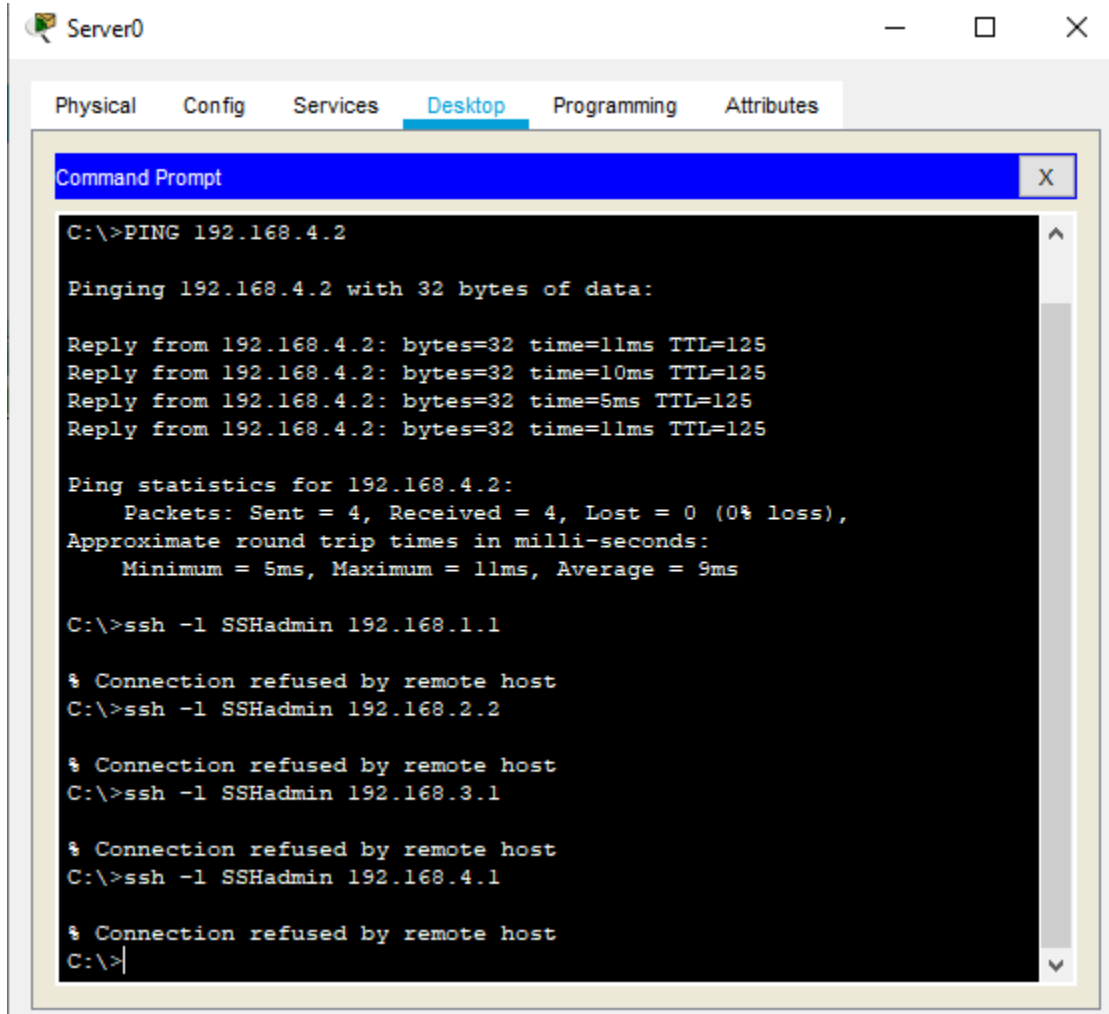 Server0
Physical Config Services Desktop Programming Attributes
Command Prompt X
C:\>PING 192.168.4.2
Pinging 192.168.4.2 with 32 bytes of data:
Reply from 192.168.4.2: bytes=32 time=11ms TTL=125
Reply from 192.168.4.2: bytes=32 time=10ms TTL=125
Reply from 192.168.4.2: bytes=32 time=5ms TTL=125
Reply from 192.168.4.2: bytes=32 time=11ms TTL=125
Ping statistics for 192.168.4.2:
Packets: Sent = 4, Received = 4, Lost = 0 (0% loss),
Approximate round trip times in milli-seconds:
Minimum = 5ms, Maximum = 11ms, Average = 9ms
C:\>ssh -l SSHadmin 192.168.1.1
% Connection refused by remote host
C:\>ssh -l SSHadmin 192.168.2.2
% Connection refused by remote host
C:\>ssh -l SSHadmin 192.168.3.1
% Connection refused by remote host
C:\>ssh -l SSHadmin 192.168.4.1
% Connection refused by remote host
C:\>